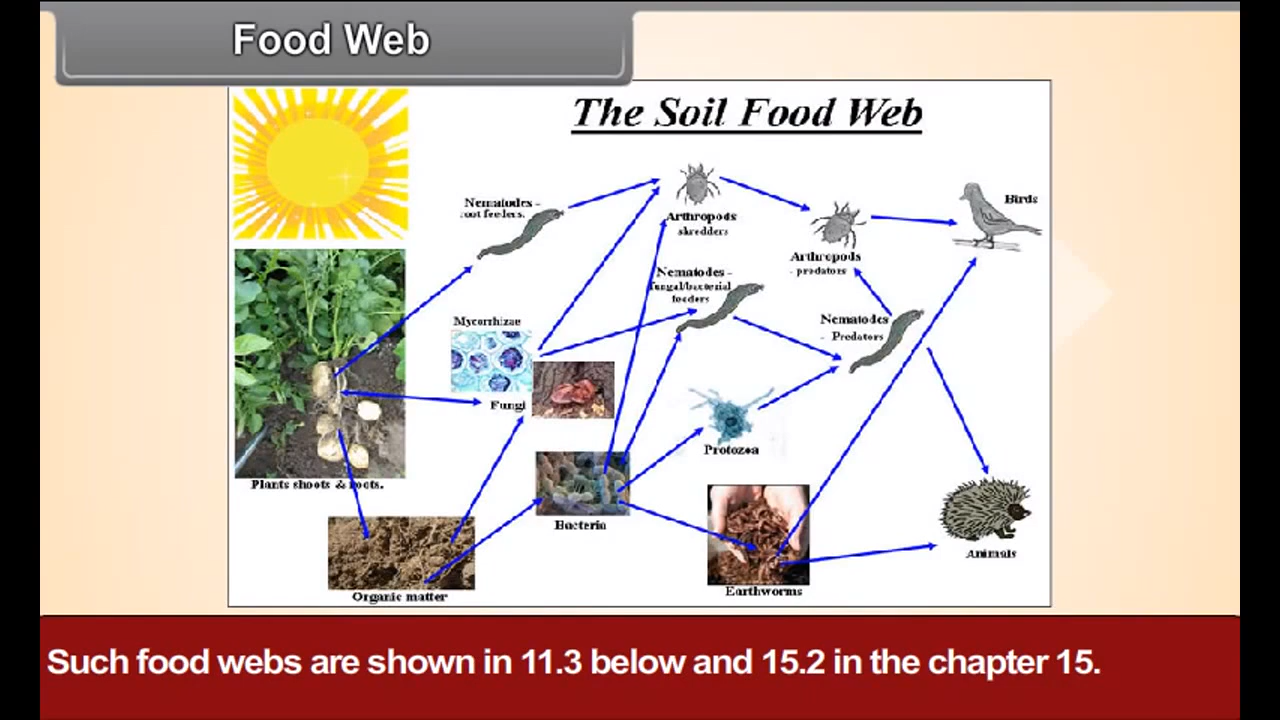 Food Web
The Soil Food Web
Nematodes -
root feeders.
Arthropods
shredders
Birds
Arthropods
- predators
Nematodes -
fungal/bacterial
feeders
Nematodes
- Predators
Mycorrhizae
Fungi
Protozoa
Plants shoots & roots.
Bacteria
Animals
Organic matter
Earthworms
Such food webs are shown in 11.3 below and 15.2 in the chapter 15.